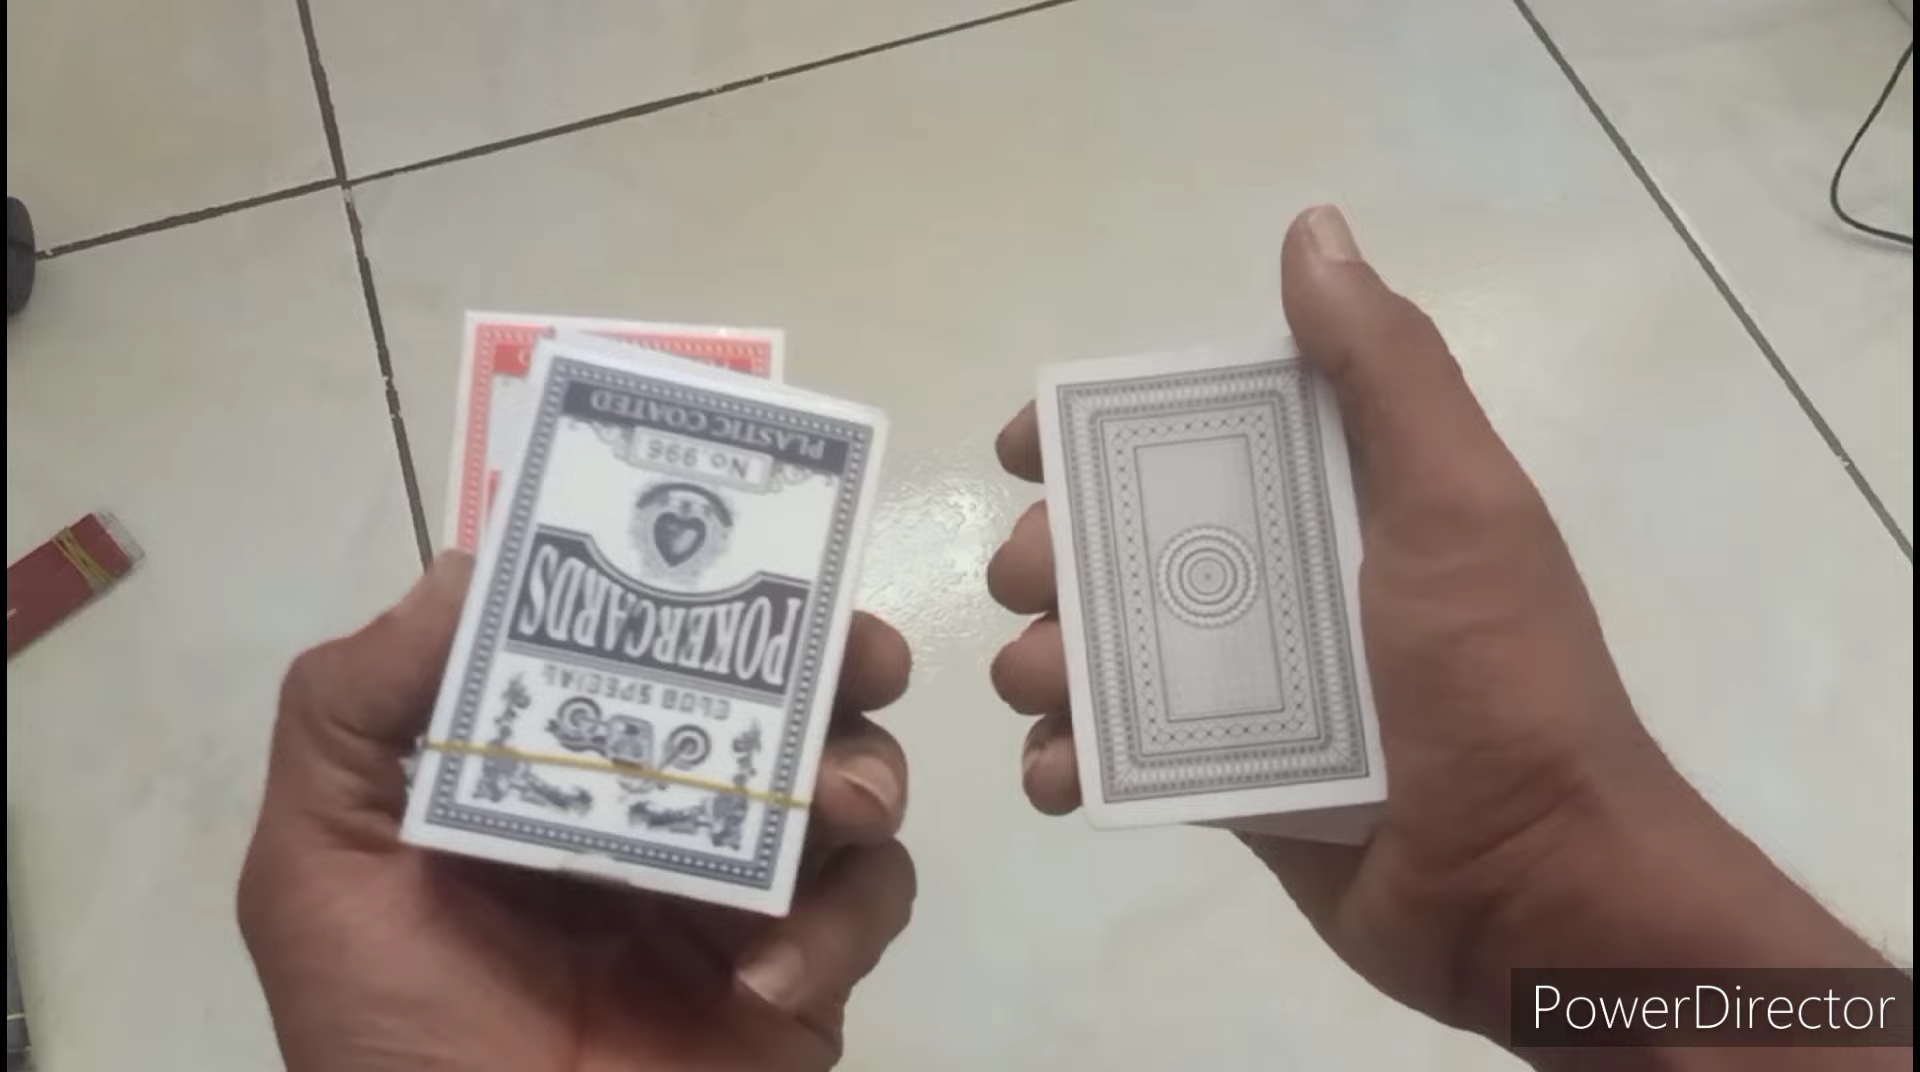 PLASTIC COATED
No.996
POKERCARDS
CLUB SPECIAL
PowerDirector